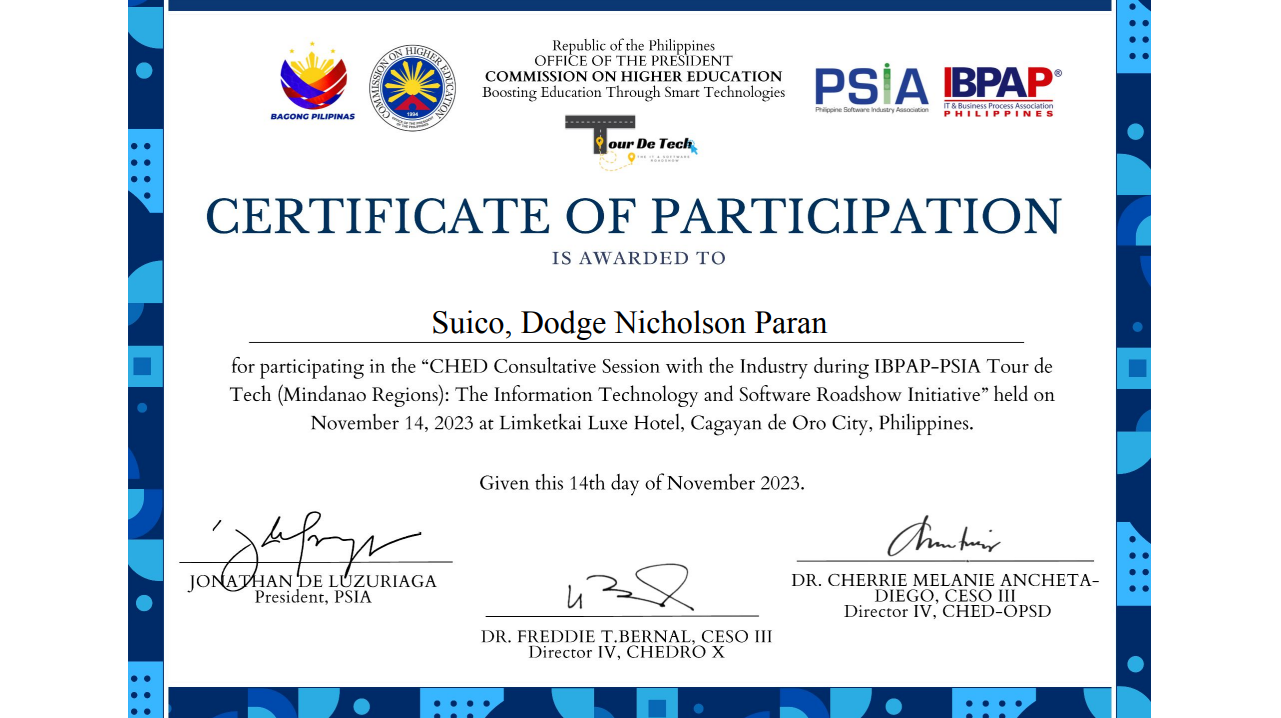 BAGONG PILIPINAS
COMMISSION ON HIGHER EDUCATION
OFFICE OF THE PRESIDENT
OF THE PHILIPPINES
1994
Republic of the Philippines
OFFICE OF THE PRESIDENT
COMMISSION ON HIGHER EDUCATION
Boosting Education Through Smart Technologies
PSiA
Philippine Software Industry Association
IBPAP®
IT & Business Process Association
PHILIPPINES
Tour De Tech
THE IT & SOFTWARE
ROADSHOW
CERTIFICATE OF PARTICIPATION
IS AWARDED TO
Suico, Dodge Nicholson Paran
for participating in the “CHED Consultative Session with the Industry during IBPAP-PSIA Tour de
Tech (Mindanao Regions): The Information Technology and Software Roadshow Initiative” held on
November 14, 2023 at Limketkai Luxe Hotel, Cagayan de Oro City, Philippines.
Given this 14th day of November 2023.
JONATHAN DE LUZURIAGA
President, PSIA
DR. FREDDIE T.BERNAL, CESO III
Director IV, CHEDRO X
DR. CHERRIE MELANIE ANCHETA-
DIEGO, CESO III
Director IV, CHED-OPSD